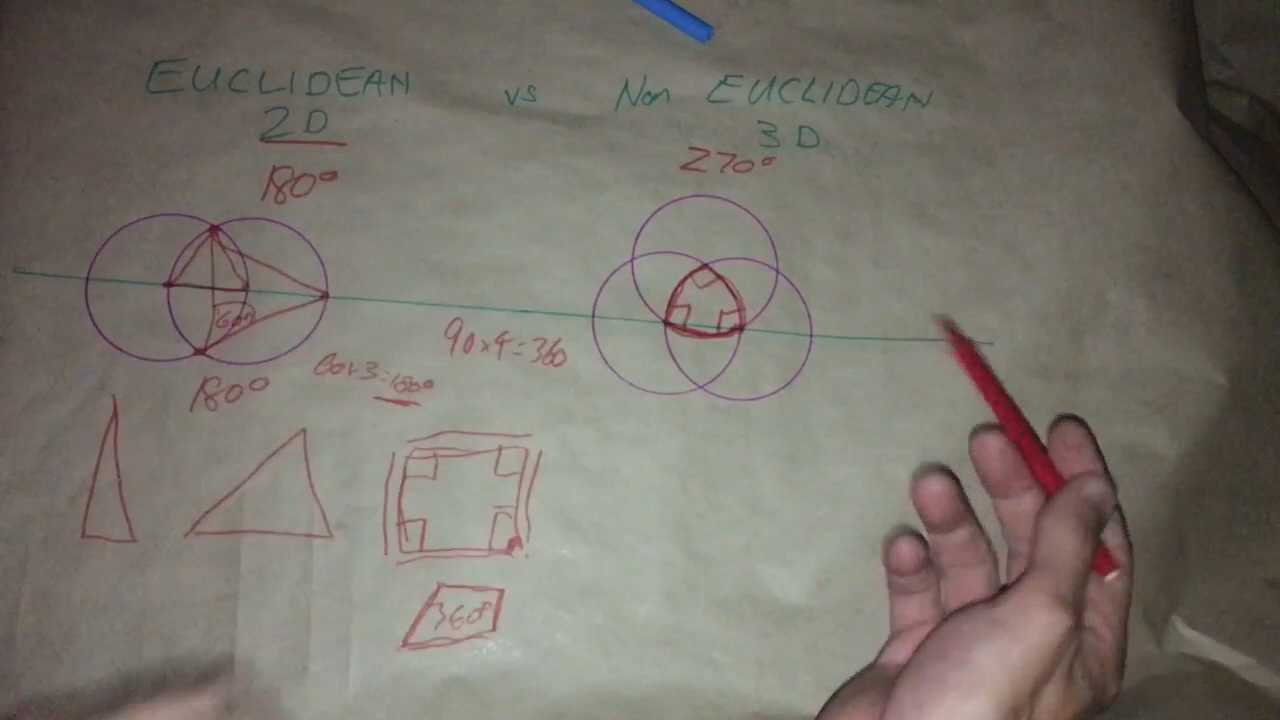 EUCLIDEAN vs Non EUCLIDEAN
2D 3D
180° 270°
60°
90x4=360
60x3=180°
180°
360°